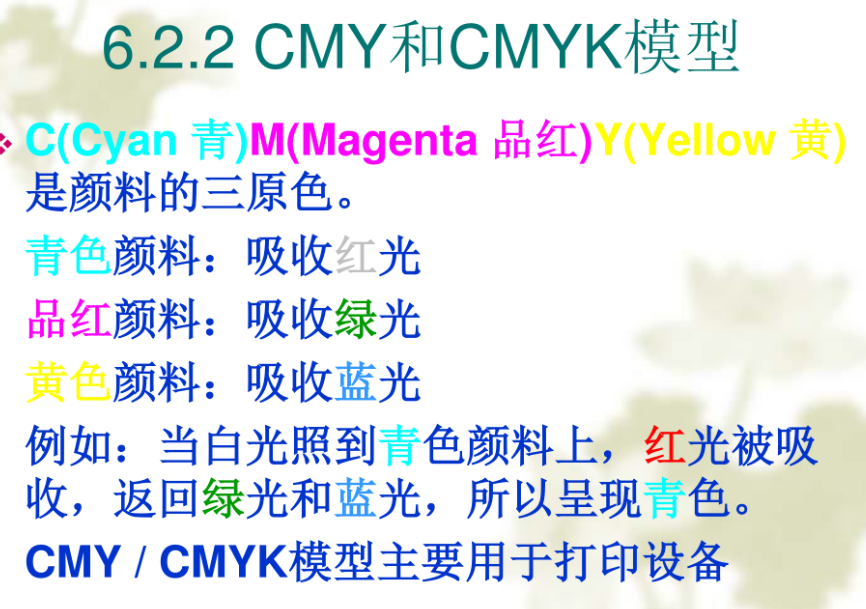 6.2.2 CMY和CMYK模型
C(Cyan 青)M(Magenta 品红)Y(Yellow 黄)
是颜料的三原色。
青色颜料：吸收红光
品红颜料：吸收绿光
黄色颜料：吸收蓝光
例如：当白光照到青色颜料上，红光被吸
收，返回绿光和蓝光，所以呈现青色。
CMY / CMYK模型主要用于打印设备